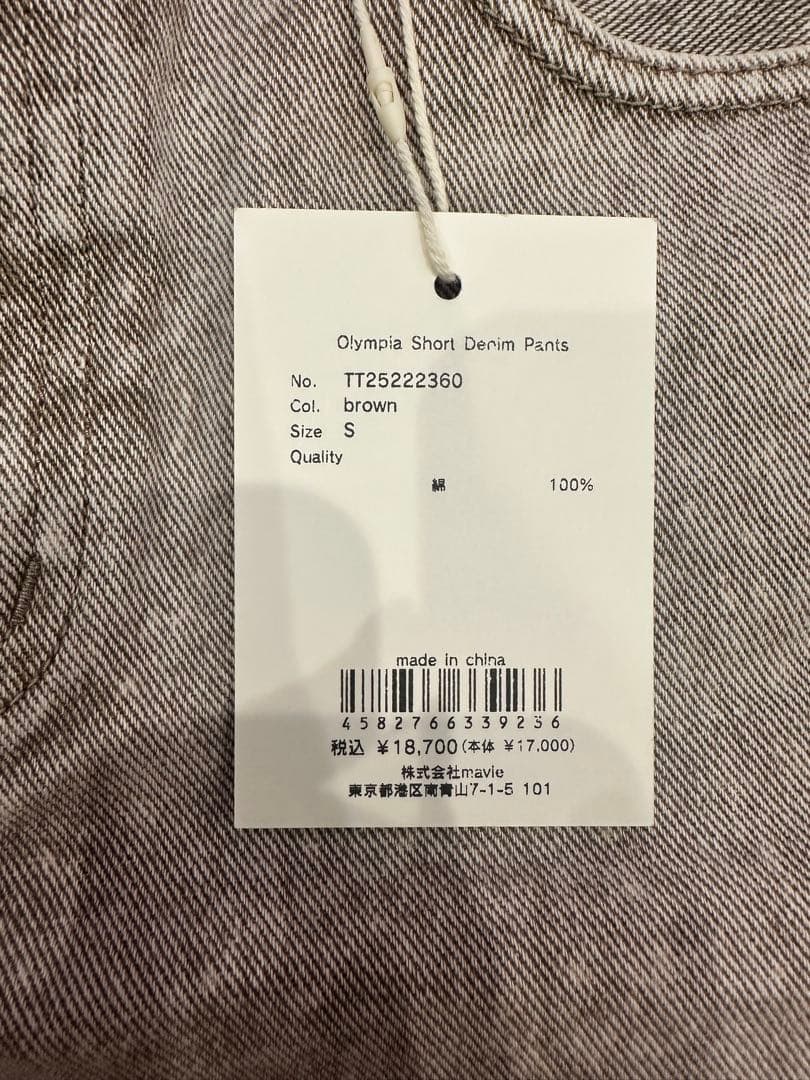 Olympia Short Denim Pants
No. TT25222360
Col. brown
Size S
Quality
綿 100%
made in china
4582766339236
税込 ¥18,700(本体 ¥17,000)
株式会社mavie
東京都港区南青山7-1-5 101